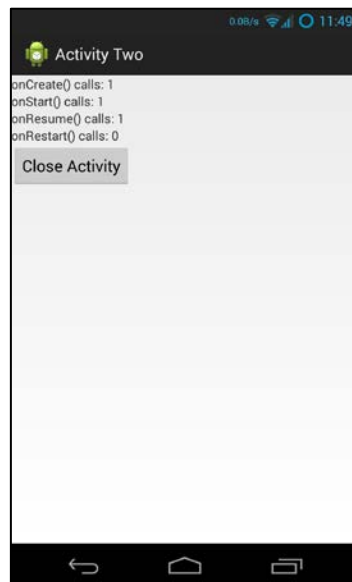 0.0B/s 11:49
Activity Two
onCreate() calls: 1
onStart() calls: 1
onResume() calls: 1
onRestart() calls: 0
Close Activity